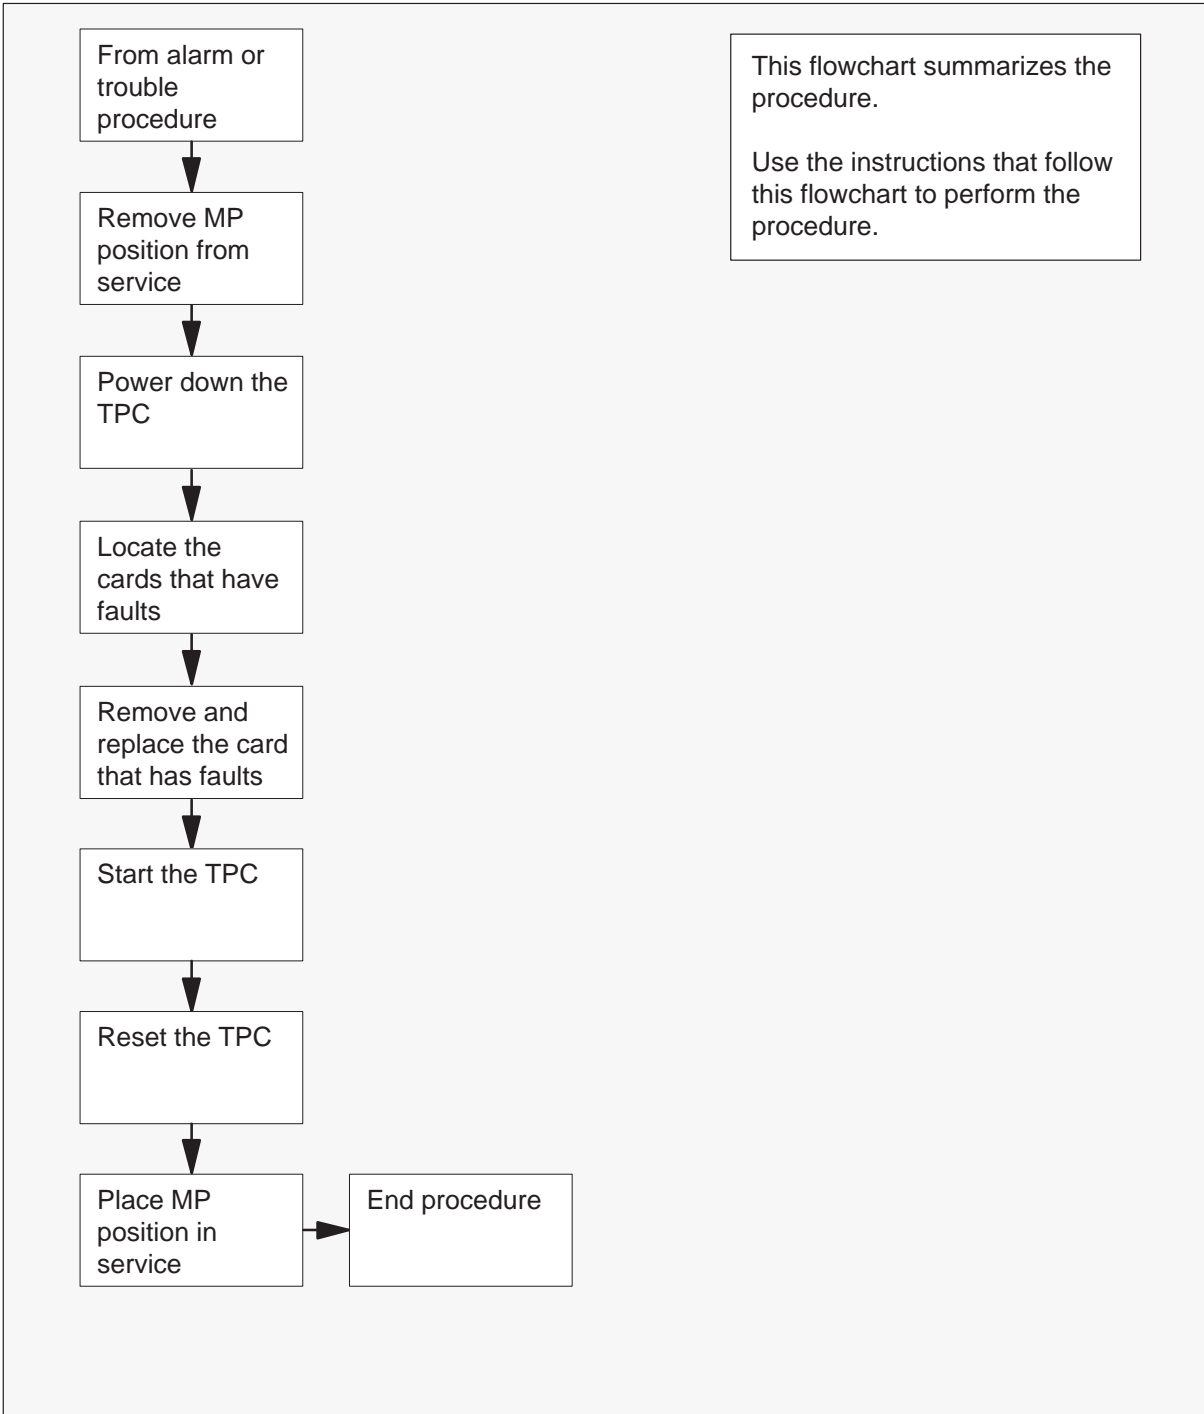 From alarm or
trouble
procedure
This flowchart summarizes the
procedure.
Use the instructions that follow
this flowchart to perform the
procedure.
Remove MP
position from
service
Power down the
TPC
Locate the
cards that have
faults
Remove and
replace the card
that has faults
Start the TPC
Reset the TPC
Place MP
position in
service
End procedure